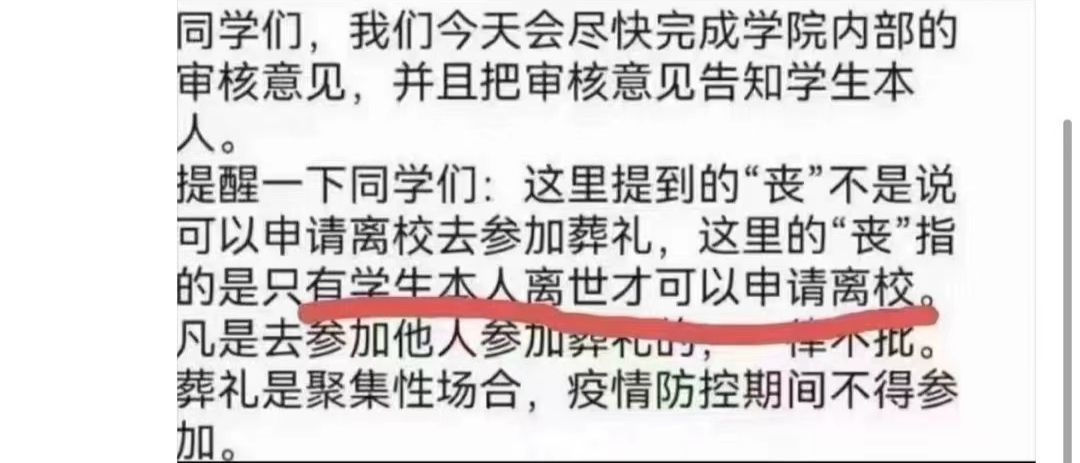 同学们，我们今天会尽快完成学院内部的
审核意见，并且把审核意见告知学生本
人。
提醒一下同学们：这里提到的“丧”不是说
可以申请离校去参加葬礼，这里的“丧”指
的是只有学生本人离世才可以申请离校。
凡是去参加他人参加葬礼的，一律不批。
葬礼是聚集性场合，疫情防控期间不得参
加。